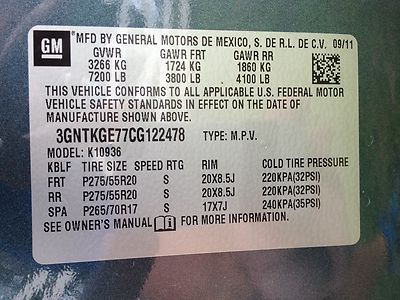 GM
MFD BY GENERAL MOTORS DE MEXICO, S. DE R.L. DE C.V. 09/11
GVWR GAWR FRT GAWR RR
3266 KG 1724 KG 1860 KG
7200 LB 3800 LB 4100 LB
THIS VEHICLE CONFORMS TO ALL APPLICABLE U.S. FEDERAL MOTOR
VEHICLE SAFETY STANDARDS IN EFFECT ON THE DATE OF
MANUFACTURE SHOWN ABOVE.
3GNTKGE77CG122478 TYPE: M.P.V.
MODEL: K10936
KBLF TIRE SIZE SPEED RTG RIM COLD TIRE PRESSURE
FRT P275/55R20 S 20X8.5J 220KPA(32PSI)
RR P275/55R20 S 20X8.5J 220KPA(32PSI)
SPA P265/70R17 S 17X7J 240KPA(35PSI)
SEE OWNER'S MANUAL FOR MORE INFORMATION.